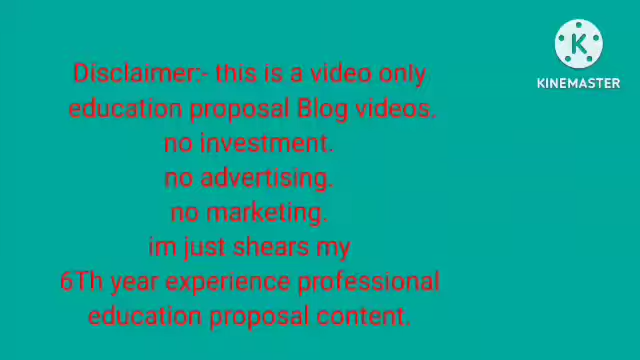 Disclaimer:- this is a video only
education proposal Blog videos.
no investment.
no advertising.
no marketing.
im just shears my
6Th year experience professional
education proposal content.
K
KINEMASTER